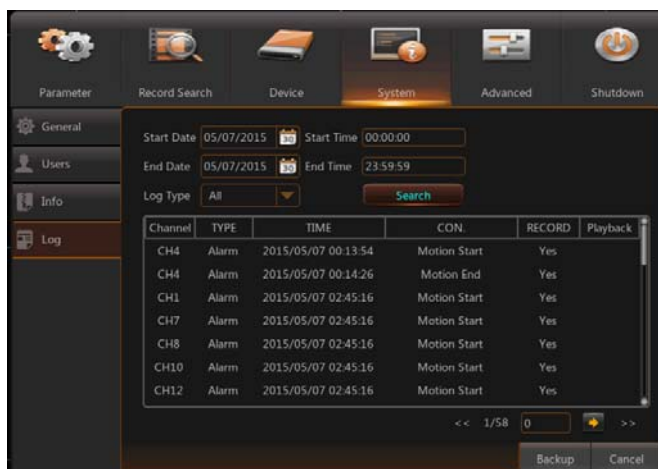 Parameter Record Search Device System Advanced Shutdown
General
Users
Info
Log
Start Date 05/07/2015 30 Start Time 00:00:00
End Date 05/07/2015 30 End Time 23:59:59
Log Type All Search
Channel TYPE TIME CON. RECORD Playback
CH4 Alarm 2015/05/07 00:13:54 Motion Start Yes
CH4 Alarm 2015/05/07 00:14:26 Motion End Yes
CH1 Alarm 2015/05/07 02:45:16 Motion Start Yes
CH7 Alarm 2015/05/07 02:45:16 Motion Start Yes
CH8 Alarm 2015/05/07 02:45:16 Motion Start Yes
CH10 Alarm 2015/05/07 02:45:16 Motion Start Yes
CH12 Alarm 2015/05/07 02:45:16 Motion Start Yes
<< 1/58 0 >>
Backup Cancel